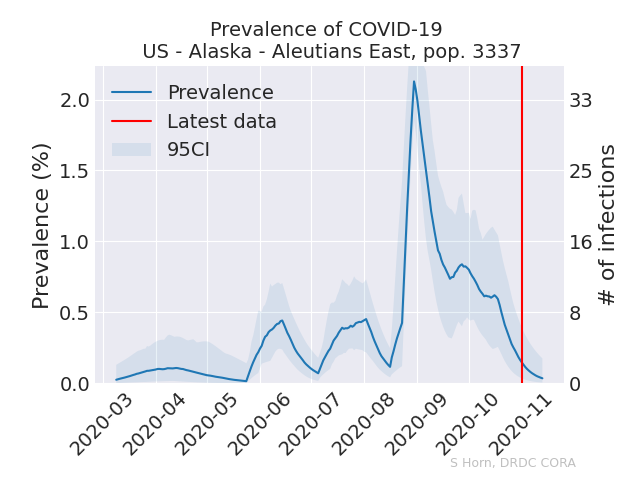 Prevalence of COVID-19
US - Alaska - Aleutians East, pop. 3337
Prevalence
Latest data
95CI
Prevalence (%)
2.0
1.5
1.0
0.5
0.0
33
25
16
8
0
# of infections
2020-03
2020-04
2020-05
2020-06
2020-07
2020-08
2020-09
2020-10
2020-11
S Horn, DRDC CORA